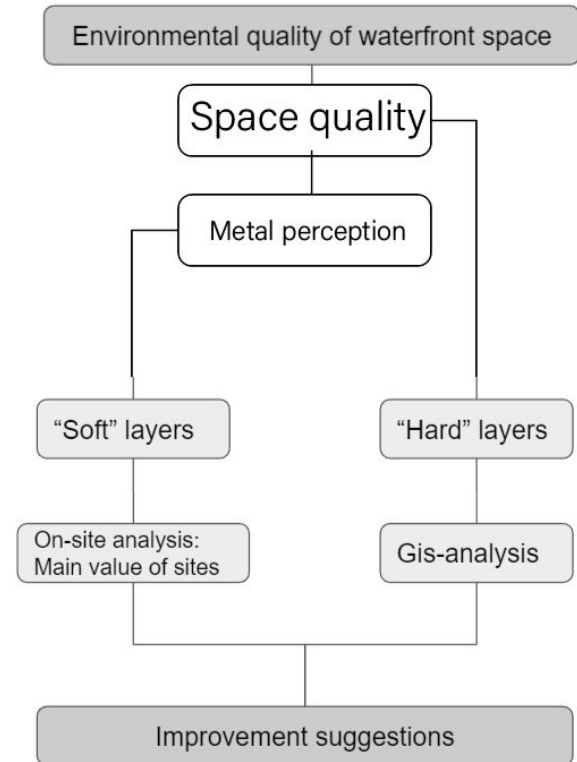 Environmental quality of waterfront space
Space quality
Metal perception
“Soft” layers
“Hard” layers
On-site analysis:
Main value of sites
Gis-analysis
Improvement suggestions